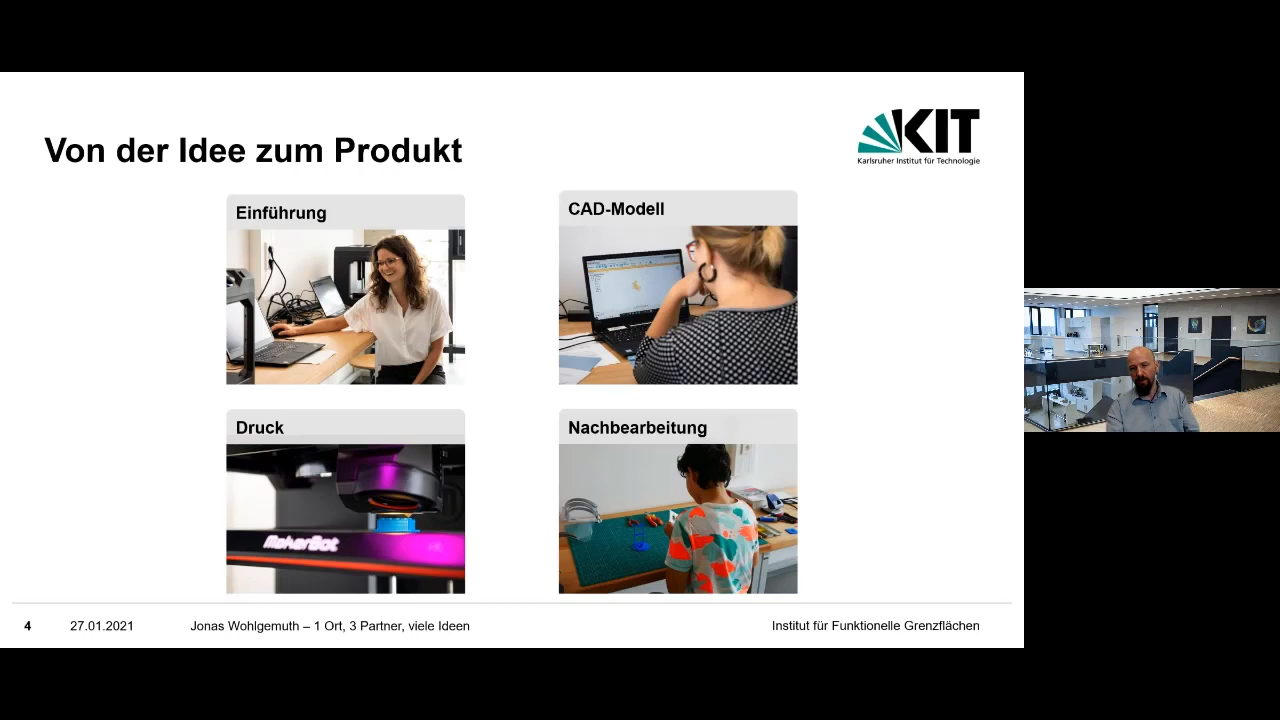 KIT
Karlsruher Institut für Technologie
Von der Idee zum Produkt
Einführung
CAD-Modell
Druck
Nachbearbeitung
MakerBot
4 27.01.2021 Jonas Wohlgemuth – 1 Ort, 3 Partner, viele Ideen Institut für Funktionelle Grenzflächen